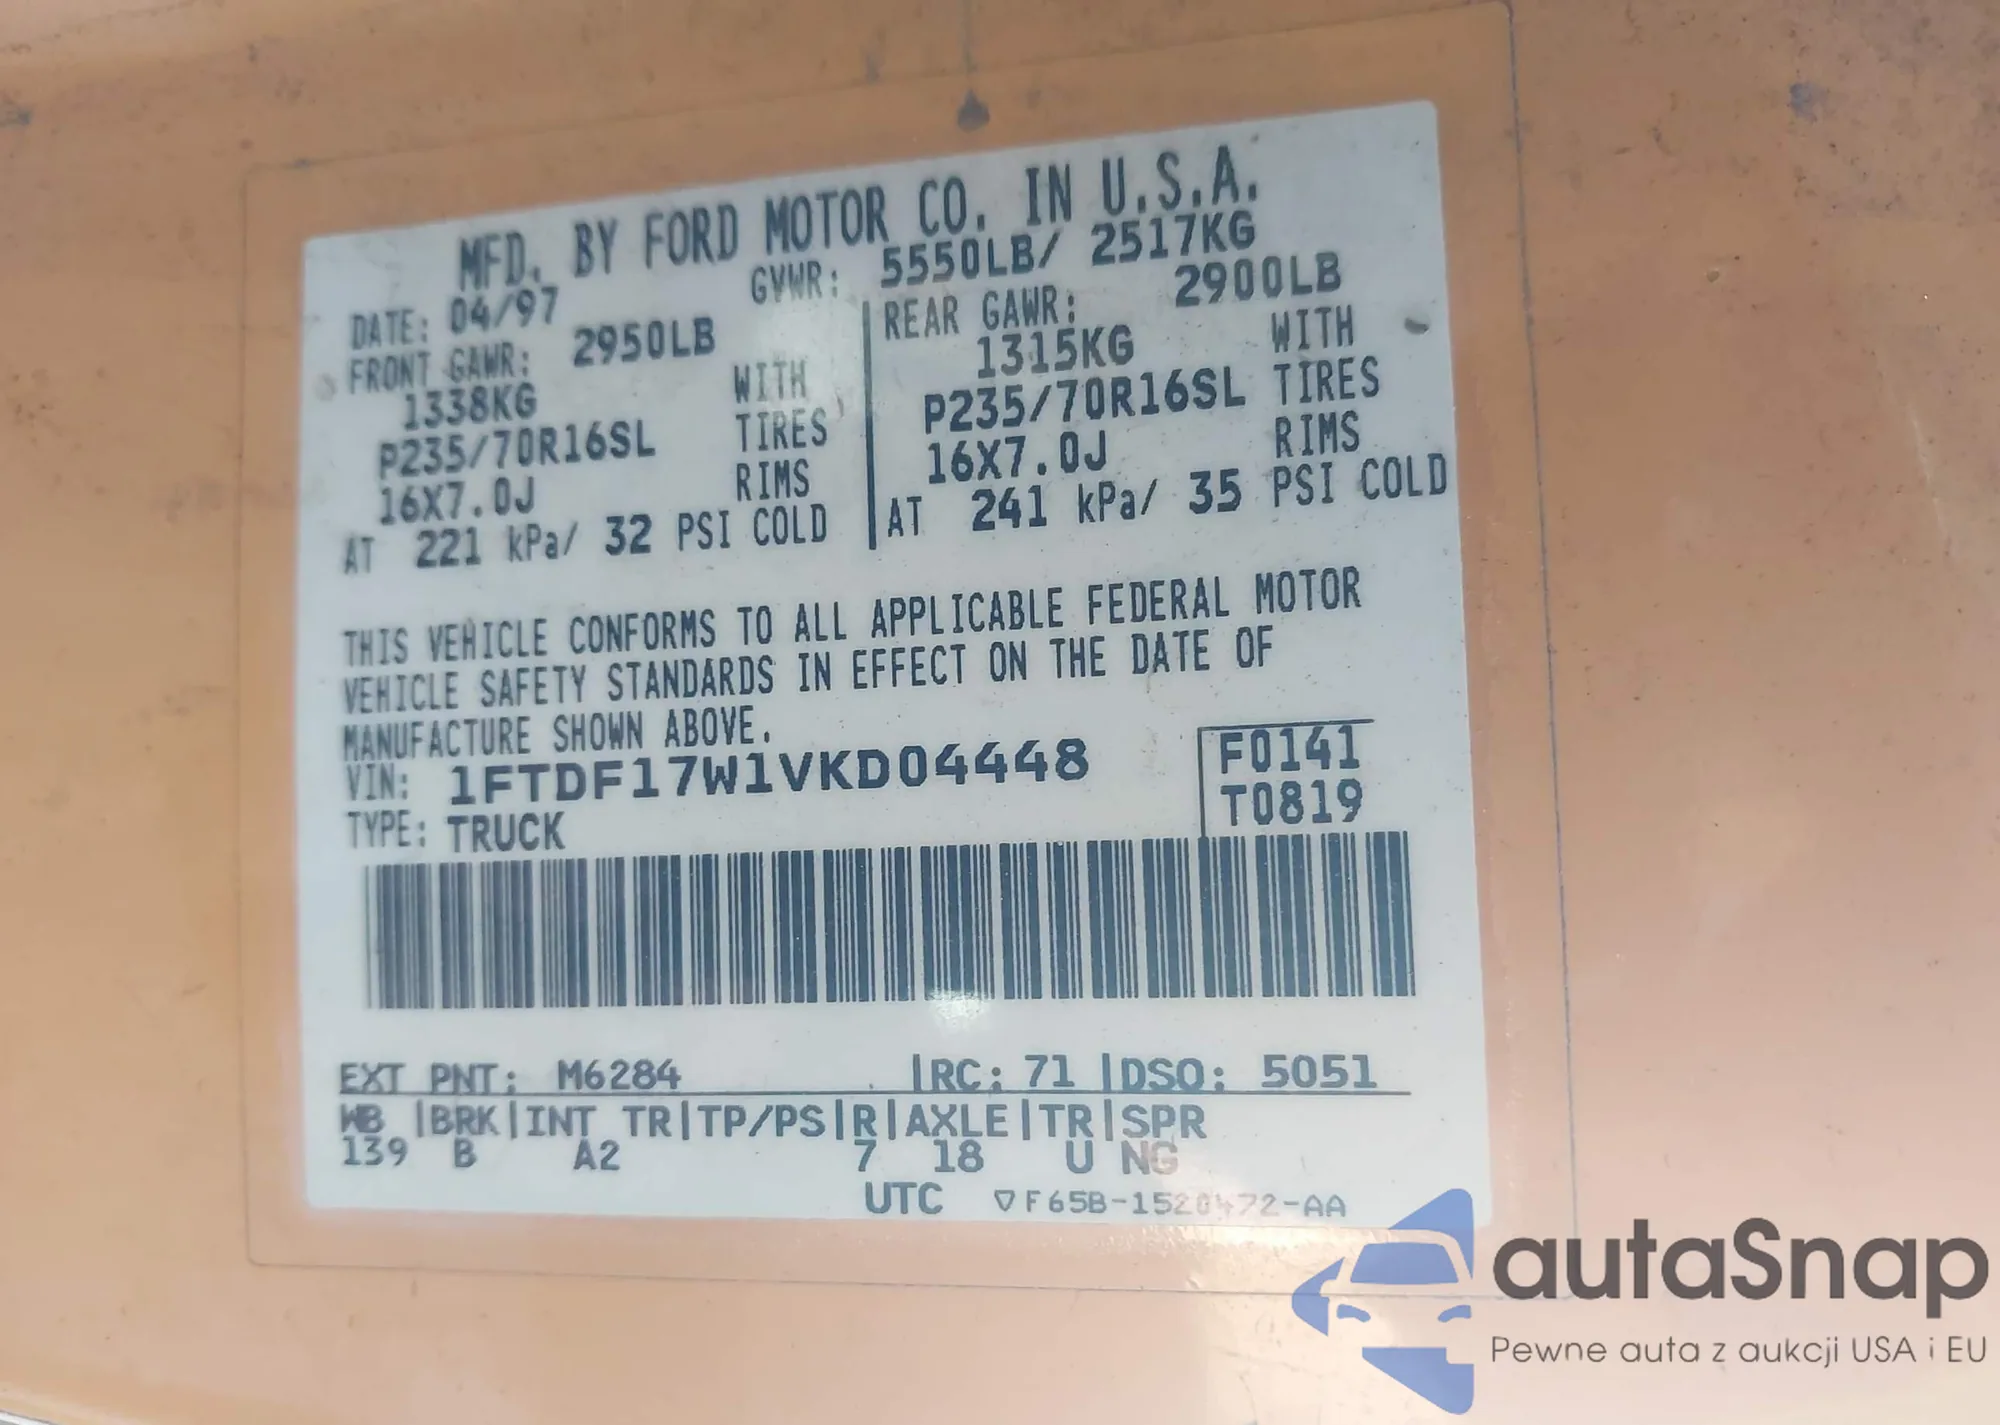 MFD. BY FORD MOTOR CO. IN U.S.A.
DATE: 04/97 GVWR: 5550LB/ 2517KG
FRONT GAWR: 2950LB REAR GAWR: 2900LB
1338KG WITH 1315KG WITH
P235/70R16SL TIRES P235/70R16SL TIRES
16X7.0J RIMS 16X7.0J RIMS
AT 221 kPa/ 32 PSI COLD AT 241 kPa/ 35 PSI COLD
THIS VEHICLE CONFORMS TO ALL APPLICABLE FEDERAL MOTOR
VEHICLE SAFETY STANDARDS IN EFFECT ON THE DATE OF
MANUFACTURE SHOWN ABOVE.
VIN: 1FTDF17W1VKD04448 F0141
TYPE: TRUCK T0819
EXT PNT: M6284 |RC: 71 |DSO: 5051
WB |BRK|INT TR|TP/PS|R|AXLE|TR|SPR
139 B A2 7 18 U NG
UTC ▽F65B-1520472-AA
autaSnap
Pewne auta z aukcji USA i EU